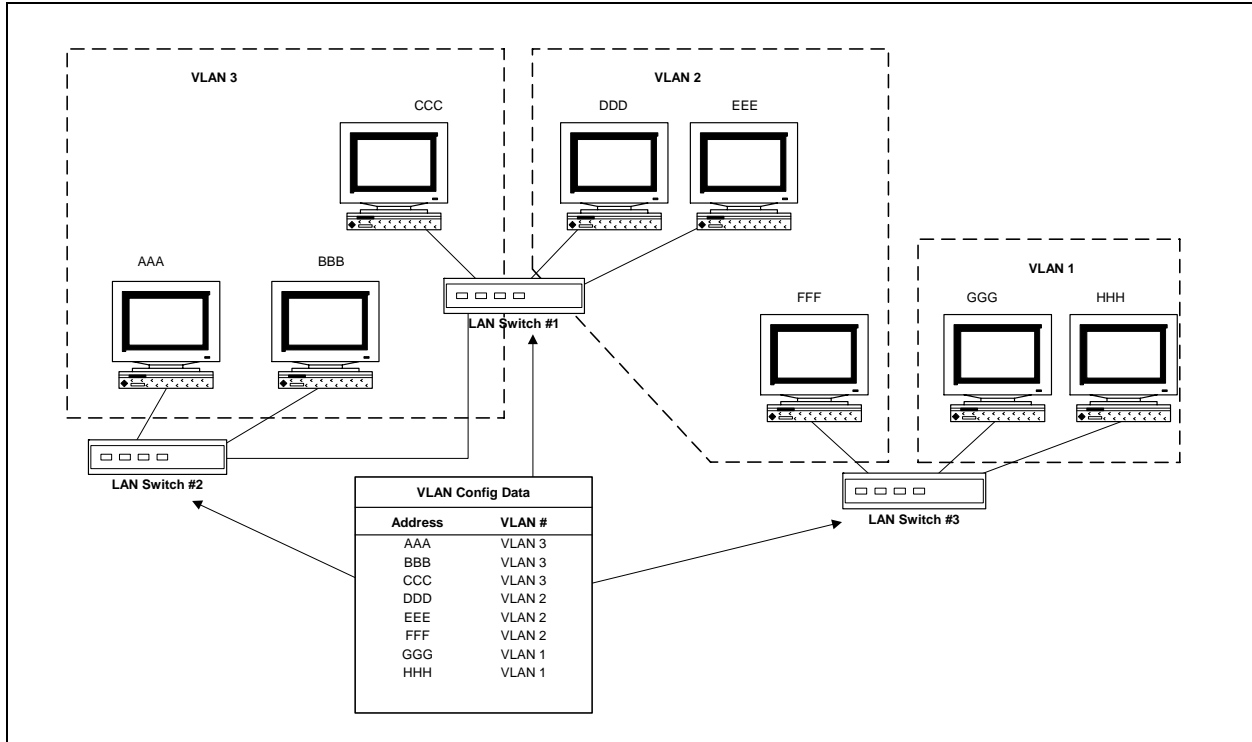 VLAN 3
VLAN 2
CCC
DDD
EEE
AAA
BBB
VLAN 1
FFF
GGG
HHH
LAN Switch #1
LAN Switch #2
LAN Switch #3
VLAN Config Data
Address VLAN #
AAA VLAN 3
BBB VLAN 3
CCC VLAN 3
DDD VLAN 2
EEE VLAN 2
FFF VLAN 2
GGG VLAN 1
HHH VLAN 1